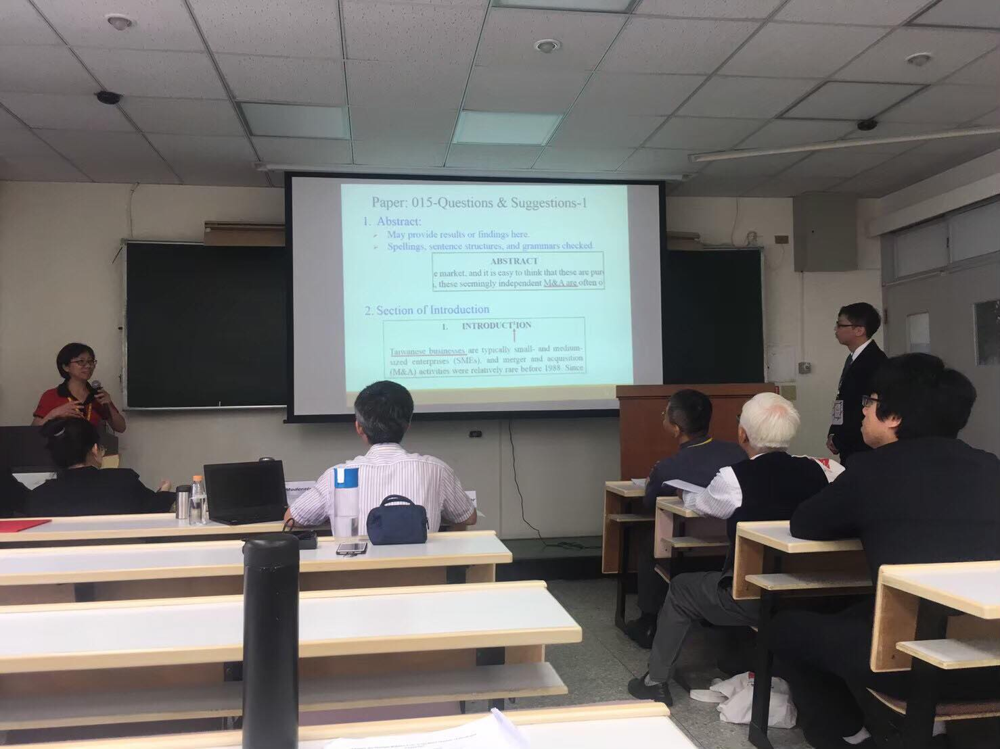 Paper: 015-Questions & Suggestions-1
1. Abstract:
May provide results or findings here.
Spellings, sentence structures, and grammars checked.
ABSTRACT
e market, and it is easy to think that these are pur
, these seemingly independent M&A are often o
2. Section of Introduction
1. INTRODUCT'ION
Taiwanese businesses are typically small- and medium-
sized enterprises (SMEs), and merger and acquisition
(M&A) activities were relatively rare before 1988. Since
Moderat